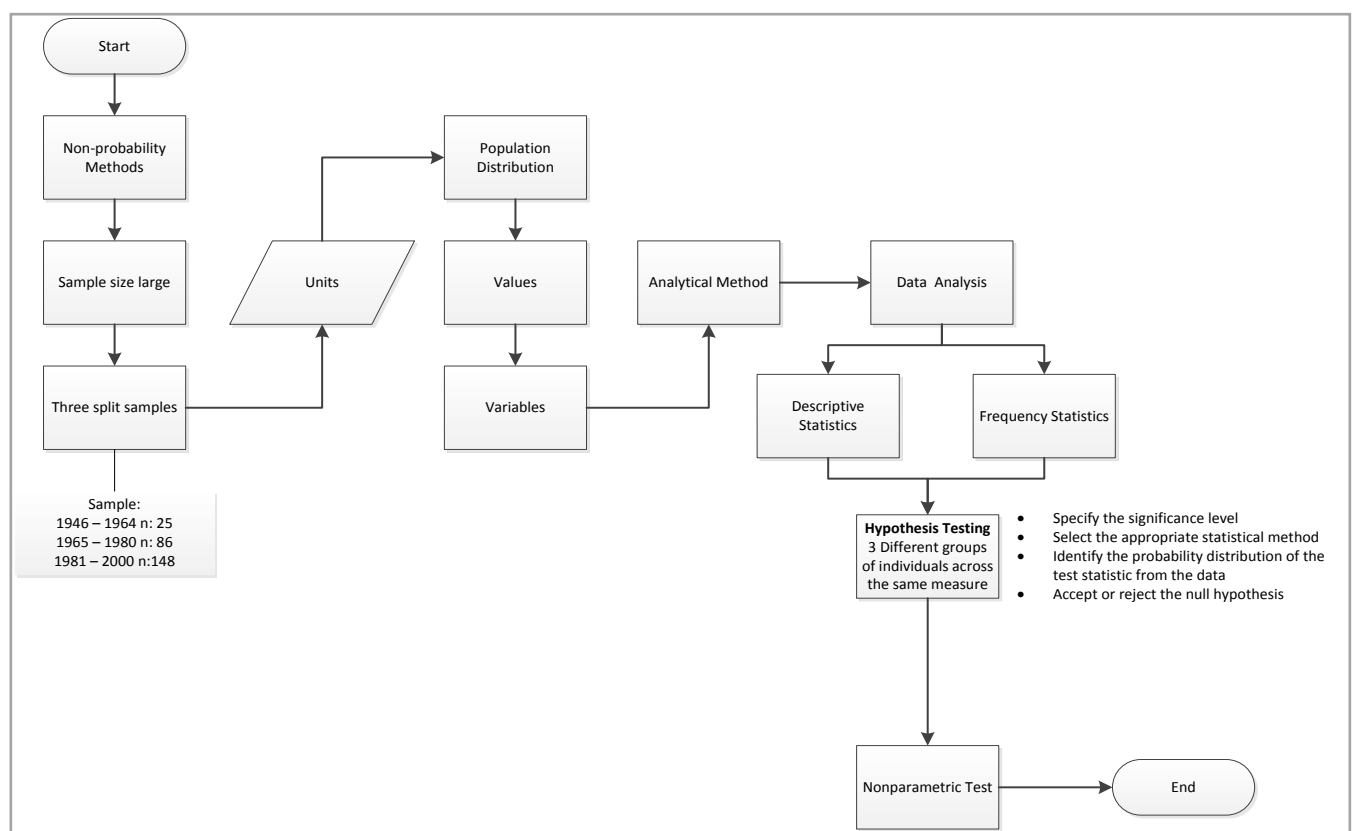 Start
Non-probability
Methods
Sample size large
Three split samples
Sample:
1946 – 1964 n: 25
1965 – 1980 n: 86
1981 – 2000 n:148
Units
Population
Distribution
Values
Variables
Analytical Method
Data Analysis
Descriptive
Statistics
Frequency Statistics
Hypothesis Testing
3 Different groups
of individuals across
the same measure
• Specify the significance level
• Select the appropriate statistical method
• Identify the probability distribution of the
test statistic from the data
• Accept or reject the null hypothesis
Nonparametric Test
End